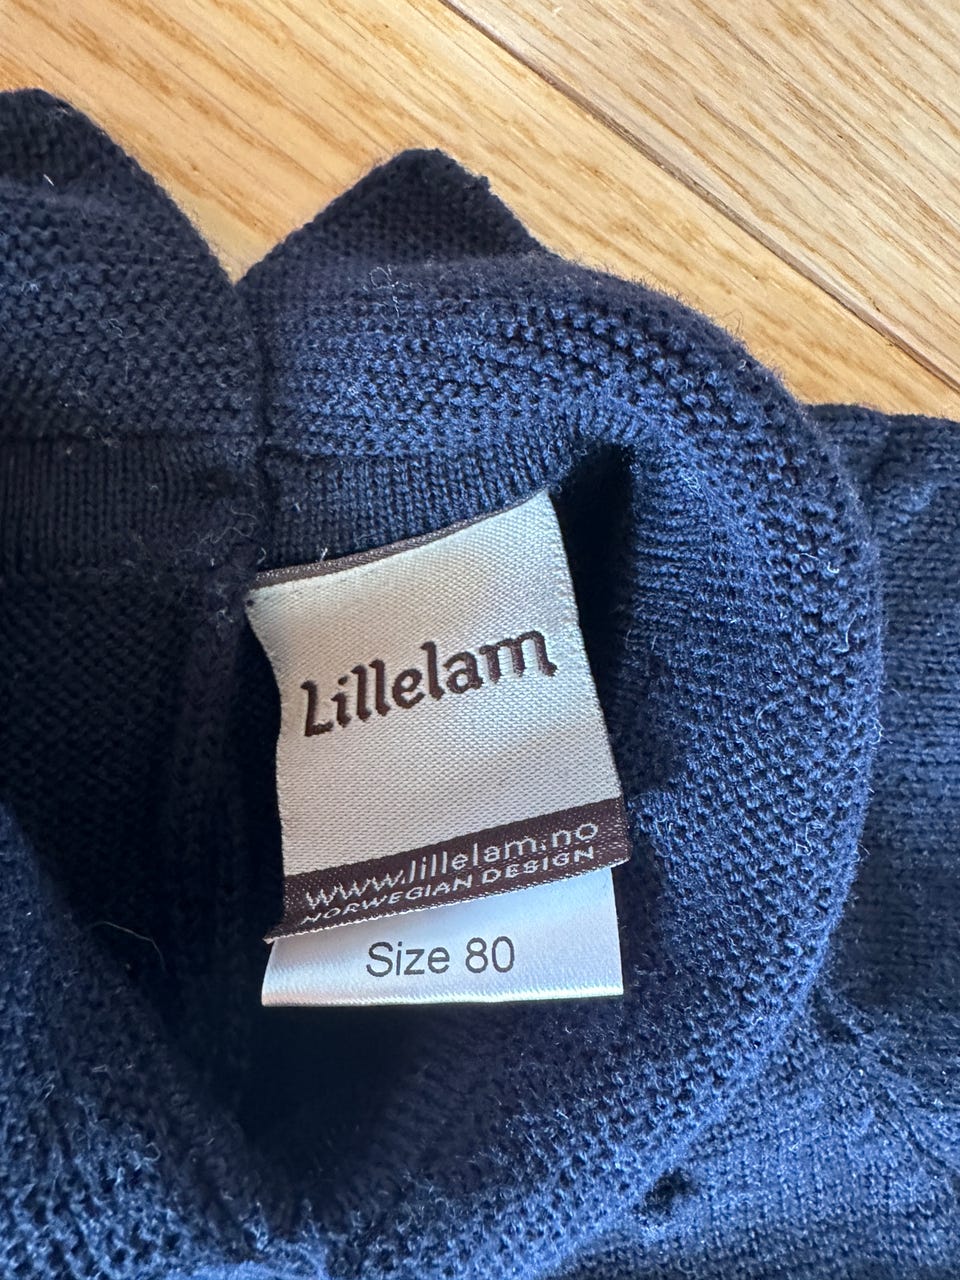 Lillelam
www.lillelam.no
NORWEGIAN DESIGN
Size 80